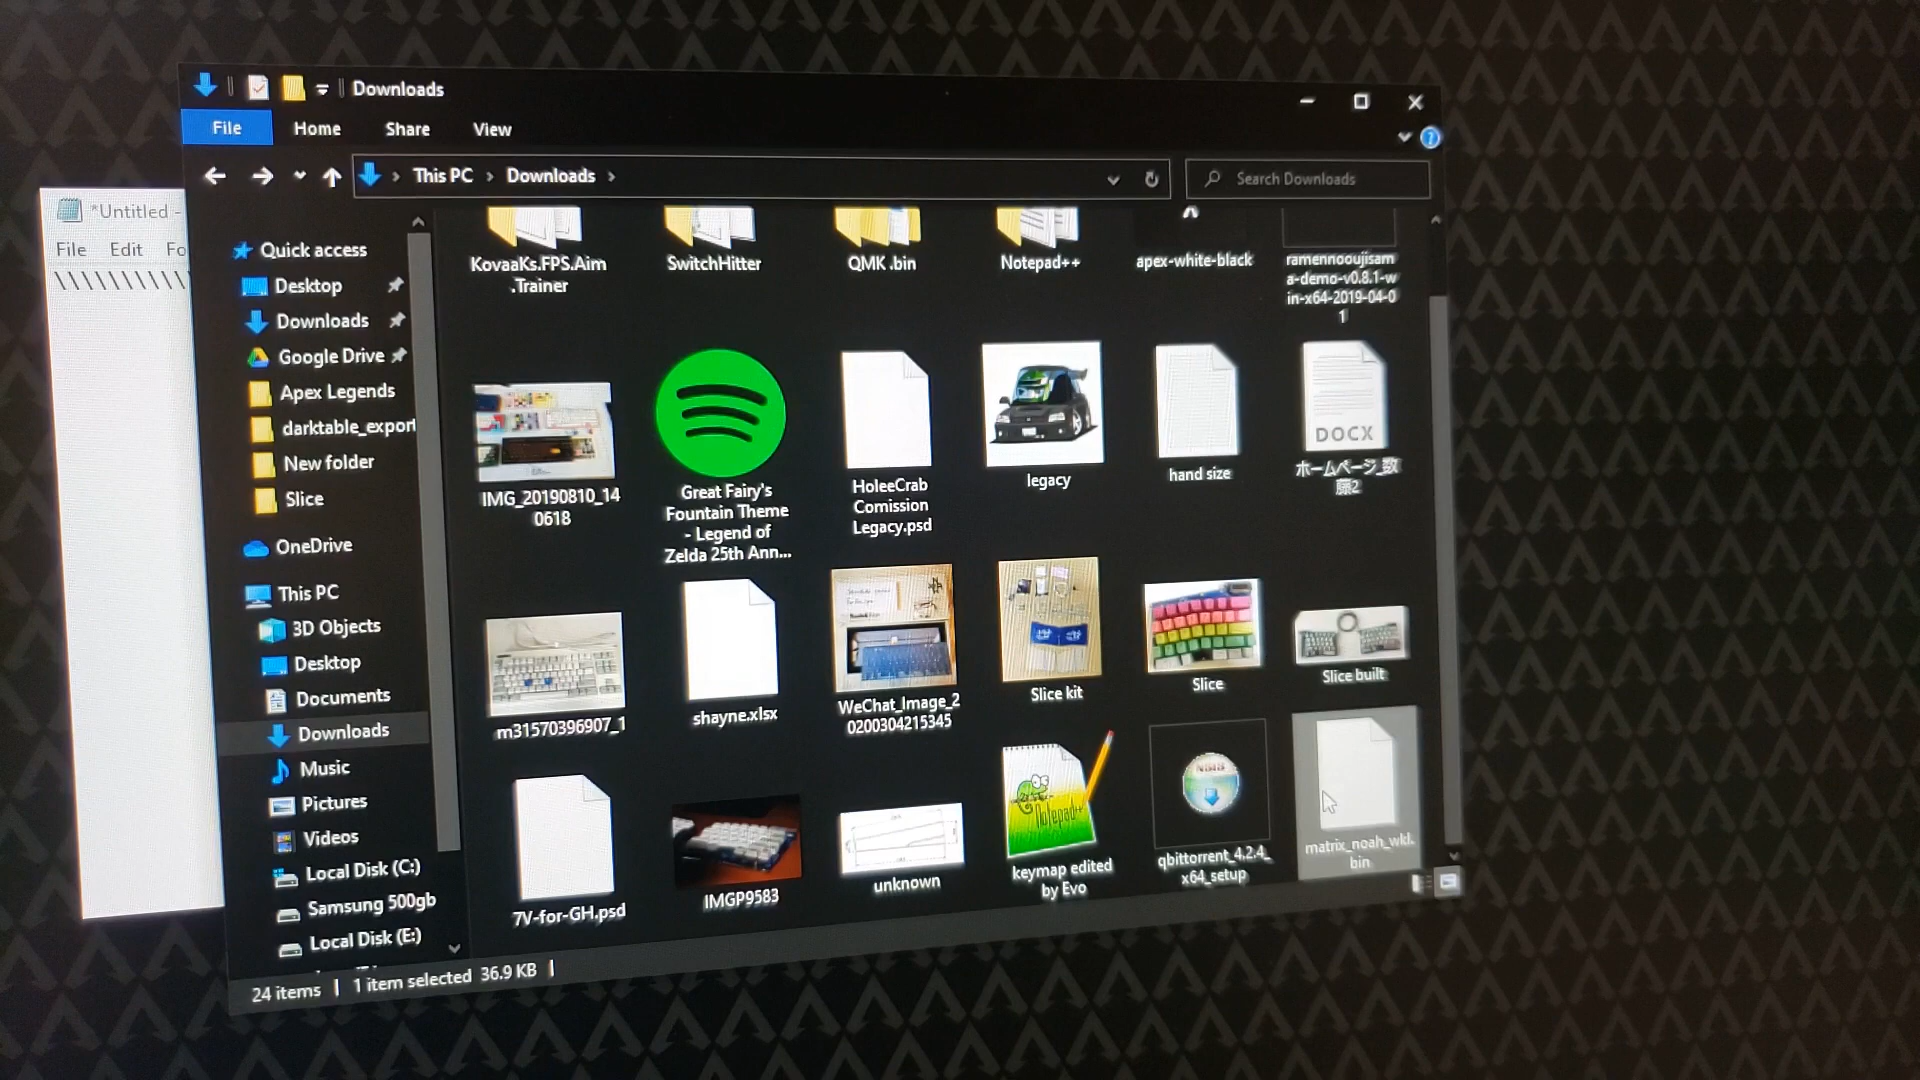 Downloads
File
Home
Share
View
This PC
Downloads
Search Downloads
*Untitled -
File
Edit
Fo
\\\\\\\\\\
Quick access
Desktop
Downloads
Google Drive
Apex Legends
darktable_export
New folder
Slice
OneDrive
This PC
3D Objects
Desktop
Documents
Downloads
Music
Pictures
Videos
Local Disk (C:)
Samsung 500gb
Local Disk (E:)
KovaaKs.FPS.Aim
.Trainer
SwitchHitter
QMK .bin
Notepad++
apex-white-black
ramennooujisam
a-demo-v0.8.1-w
in-x64-2019-04-0
1
IMG_20190810_14
0618
Great Fairy's
Fountain Theme
- Legend of
Zelda 25th Ann...
HoleeCrab
Comission
Legacy.psd
legacy
hand size
DOCX
ホームページ_数
藤2
m31570396907_1
shayne.xlsx
WeChat_Image_2
0200304215345
Slice kit
Slice
Slice built
7V-for-GH.psd
IMGP9583
unknown
Notepad++
keymap edited
by Evo
NSIS
qbittorrent_4.2.4_
x64_setup
matrix_noah_wkl.
bin
24 items
1 item selected 36.9 KB